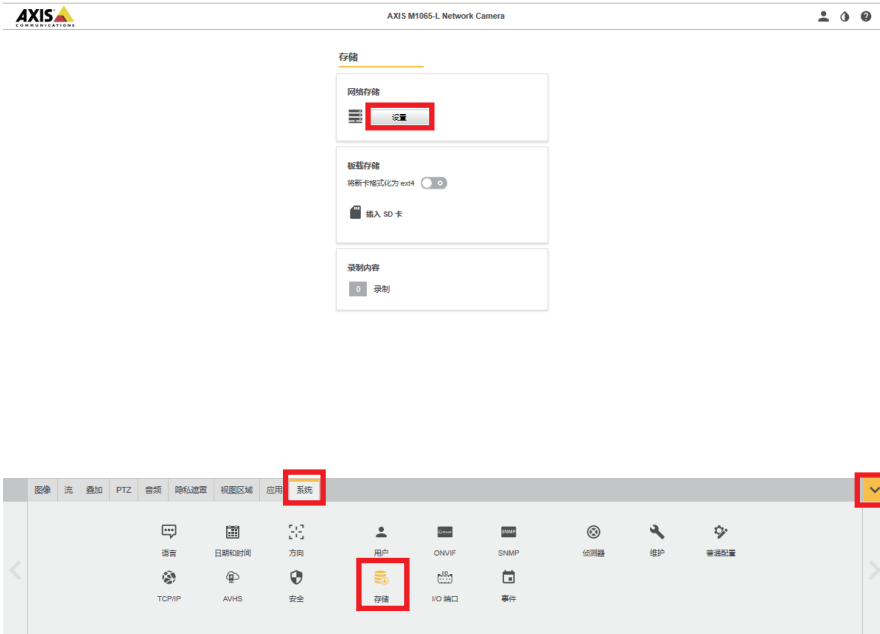 AXIS
COMMUNICATIONS
AXIS M1065-L Network Camera
存储
网络存储
设置
板载存储
将新卡格式化为 ext4
插入 SD 卡
录制内容
0 录制
图像 流 叠加 PTZ 音频 隐私遮罩 视图区域 应用 系统
语言 日期和时间 方向 用户 ONVIF SNMP 侦测器 维护 普通配置
TCP/IP AVHS 安全 存储 I/O 端口 事件